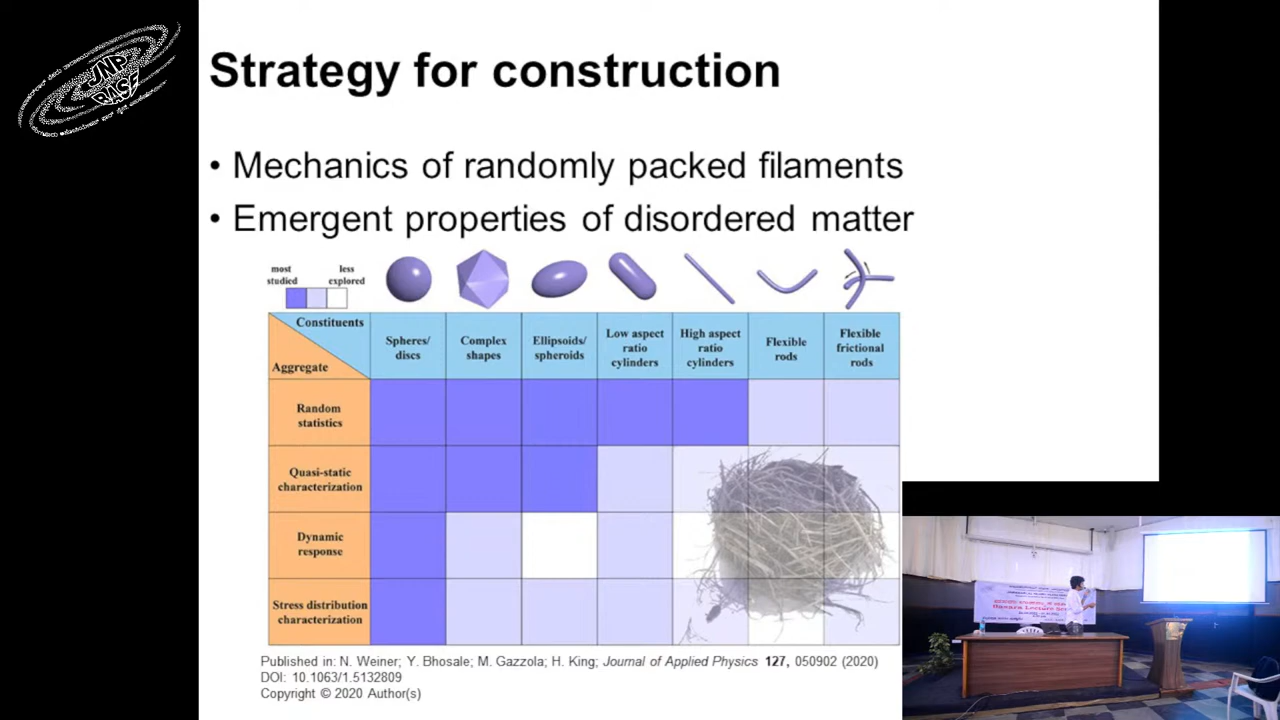 JNP
BASE
Strategy for construction
• Mechanics of randomly packed filaments
• Emergent properties of disordered matter
most studied
less explored
Constituents
Aggregate
Spheres/ discs
Complex shapes
Ellipsoids/ spheroids
Low aspect ratio cylinders
High aspect ratio cylinders
Flexible rods
Flexible frictional rods
Random statistics
Quasi-static characterization
Dynamic response
Stress distribution characterization
Published in: N. Weiner; Y. Bhosale; M. Gazzola; H. King; Journal of Applied Physics 127, 050902 (2020)
DOI: 10.1063/1.5132809
Copyright © 2020 Author(s)
Lecture